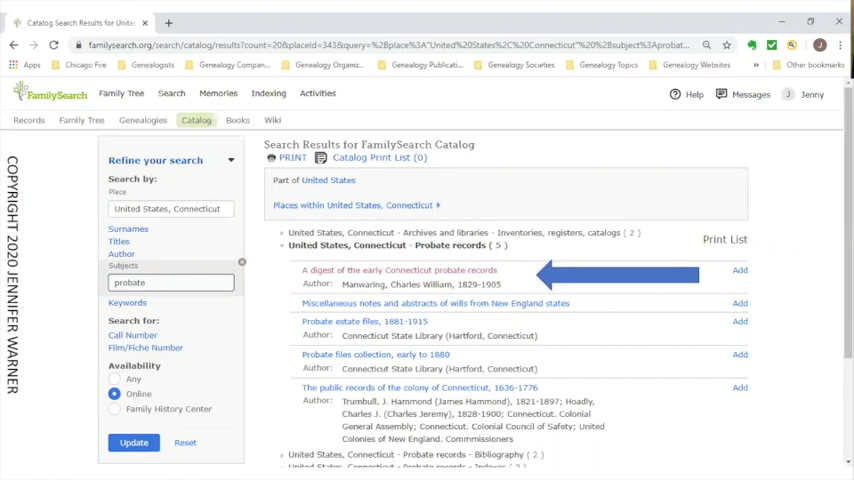 Catalog Search Results for Unite
familysearch.org/search/catalog/results?count=20&placeId=343&query=%2Bplace%3A"United%20States%2C%20Connecticut"%20%2Bsubject%3Aprobat...
Apps Chicago Fire Genealogists Genealogy Compan... Genealogy Organiz... Genealogy Publicati... Genealogy Societies Genealogy Topics Genealogy Websites » Other bookmarks
FamilySearch Family Tree Search Memories Indexing Activities Help Messages J Jenny
Records Family Tree Genealogies Catalog Books Wiki
COPYRIGHT 2020 JENNIFER WARNER
Refine your search
Search by:
Place
United States, Connecticut
Surnames
Titles
Author
Subjects
probate
Keywords
Search for:
Call Number
Film/Fiche Number
Availability
Any
Online
Family History Center
Update Reset
Search Results for FamilySearch Catalog
PRINT Catalog Print List (0)
Part of United States
Places within United States, Connecticut
United States, Connecticut - Archives and libraries - Inventories, registers, catalogs ( 2 )
United States, Connecticut - Probate records ( 5 )
Print List
A digest of the early Connecticut probate records Add
Author: Manwaring, Charles William, 1829-1905
Miscellaneous notes and abstracts of wills from New England states Add
Probate estate files, 1881-1915 Add
Author: Connecticut State Library (Hartford, Connecticut)
Probate files collection, early to 1880 Add
Author: Connecticut State Library (Hartford, Connecticut)
The public records of the colony of Connecticut, 1636-1776 Add
Author: Trumbull, J. Hammond (James Hammond), 1821-1897; Hoadly,
Charles J. (Charles Jeremy), 1828-1900; Connecticut. Colonial
General Assembly; Connecticut. Colonial Council of Safety; United
Colonies of New England. Commmissioners
United States, Connecticut - Probate records - Bibliography ( 2 )
United States, Connecticut - Probate records - Indexes ( 2 )